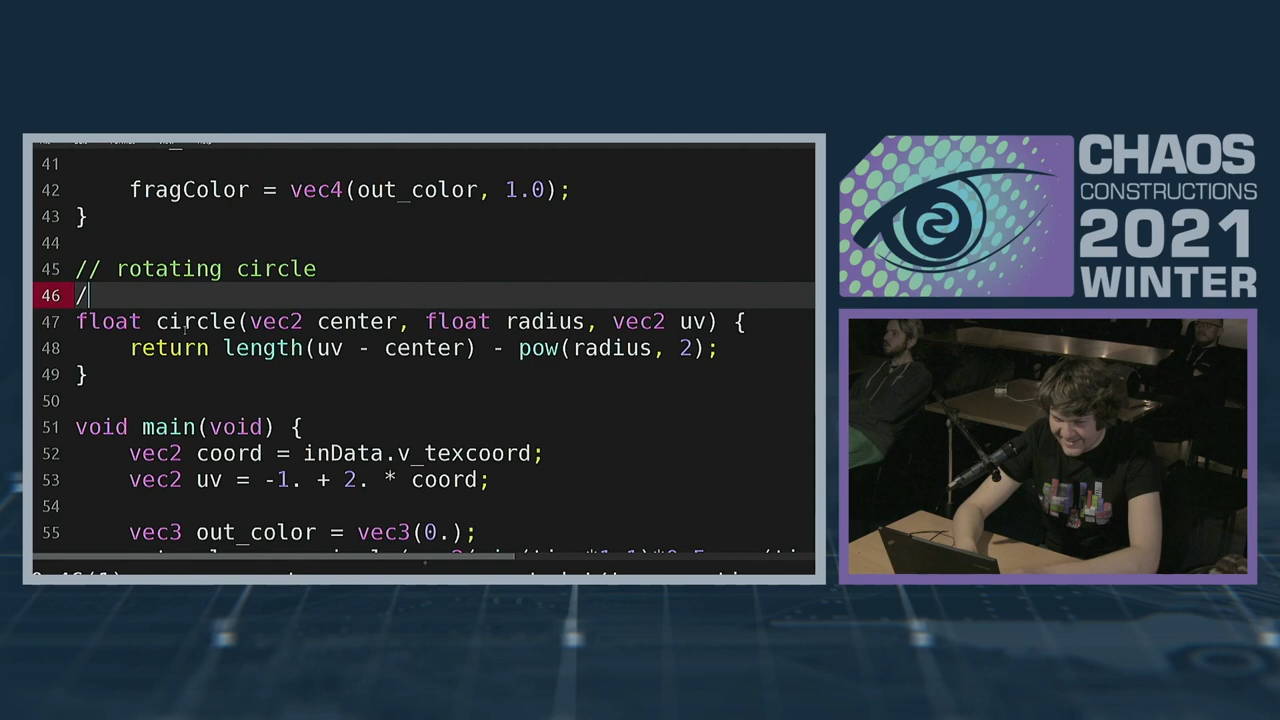 41
42 fragColor = vec4(out_color, 1.0);
43 }
44
45 // rotating circle
46 /
47 float circle(vec2 center, float radius, vec2 uv) {
48 return length(uv - center) - pow(radius, 2);
49 }
50
51 void main(void) {
52 vec2 coord = inData.v_texcoord;
53 vec2 uv = -1. + 2. * coord;
54
55 vec3 out_color = vec3(0.);
CHAOS
CONSTRUCTIONS
2021
WINTER